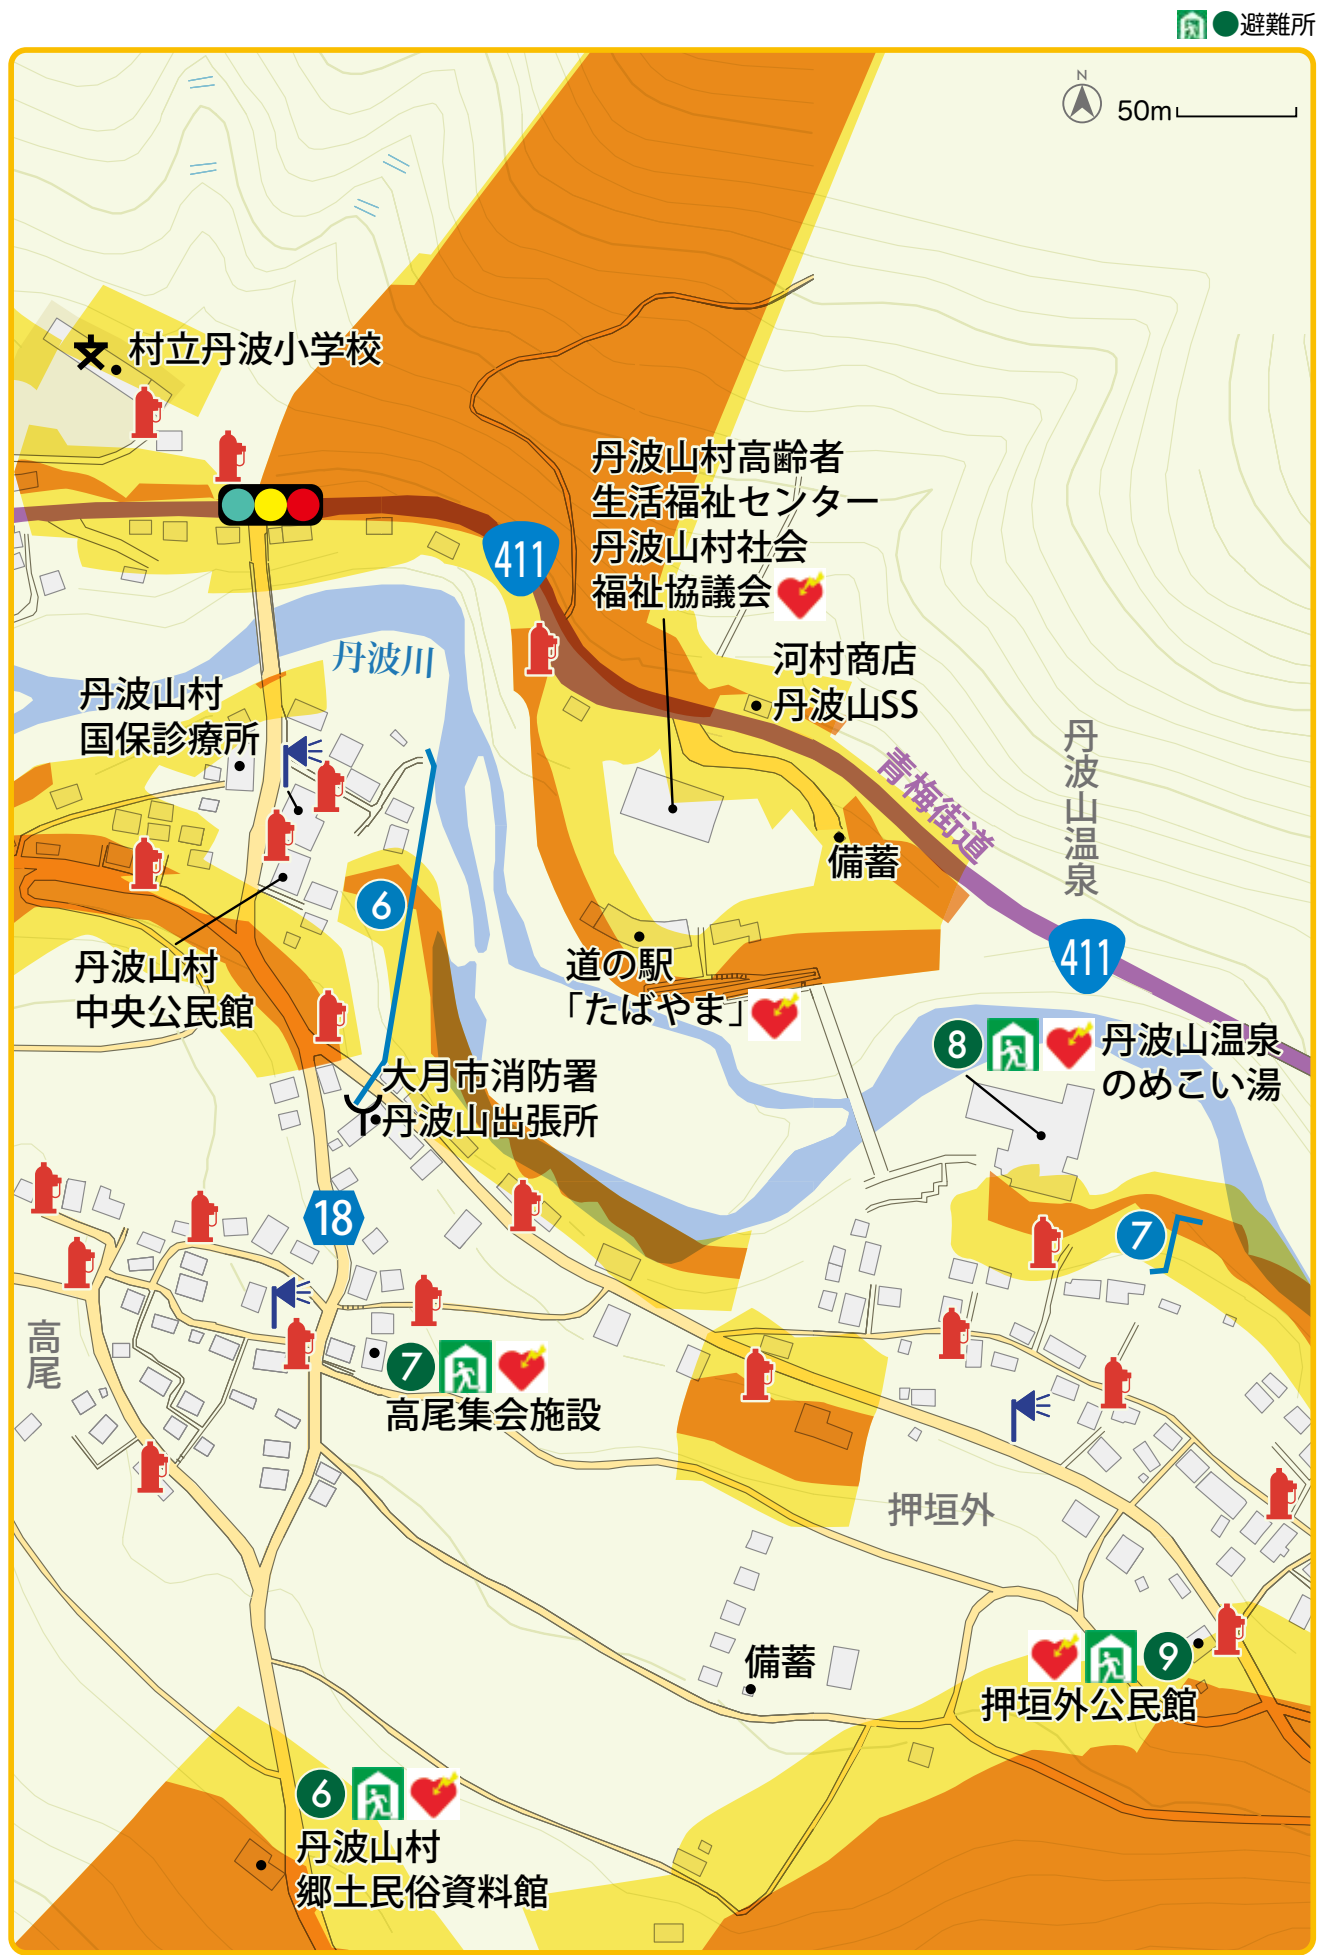 避難所
N
50m
村立丹波小学校
丹波山村高齢者
生活福祉センター
丹波山村社会
福祉協議会
411
丹波川
河村商店
丹波山SS
丹波山村
国保診療所
青梅街道
丹波山温泉
備蓄
6
丹波山村
中央公民館
道の駅
「たばやま」
411
8
丹波山温泉
のめこい湯
大月市消防署
丹波山出張所
18
7
高尾
7
高尾集会施設
押垣外
備蓄
9
押垣外公民館
6
丹波山村
郷土民俗資料館